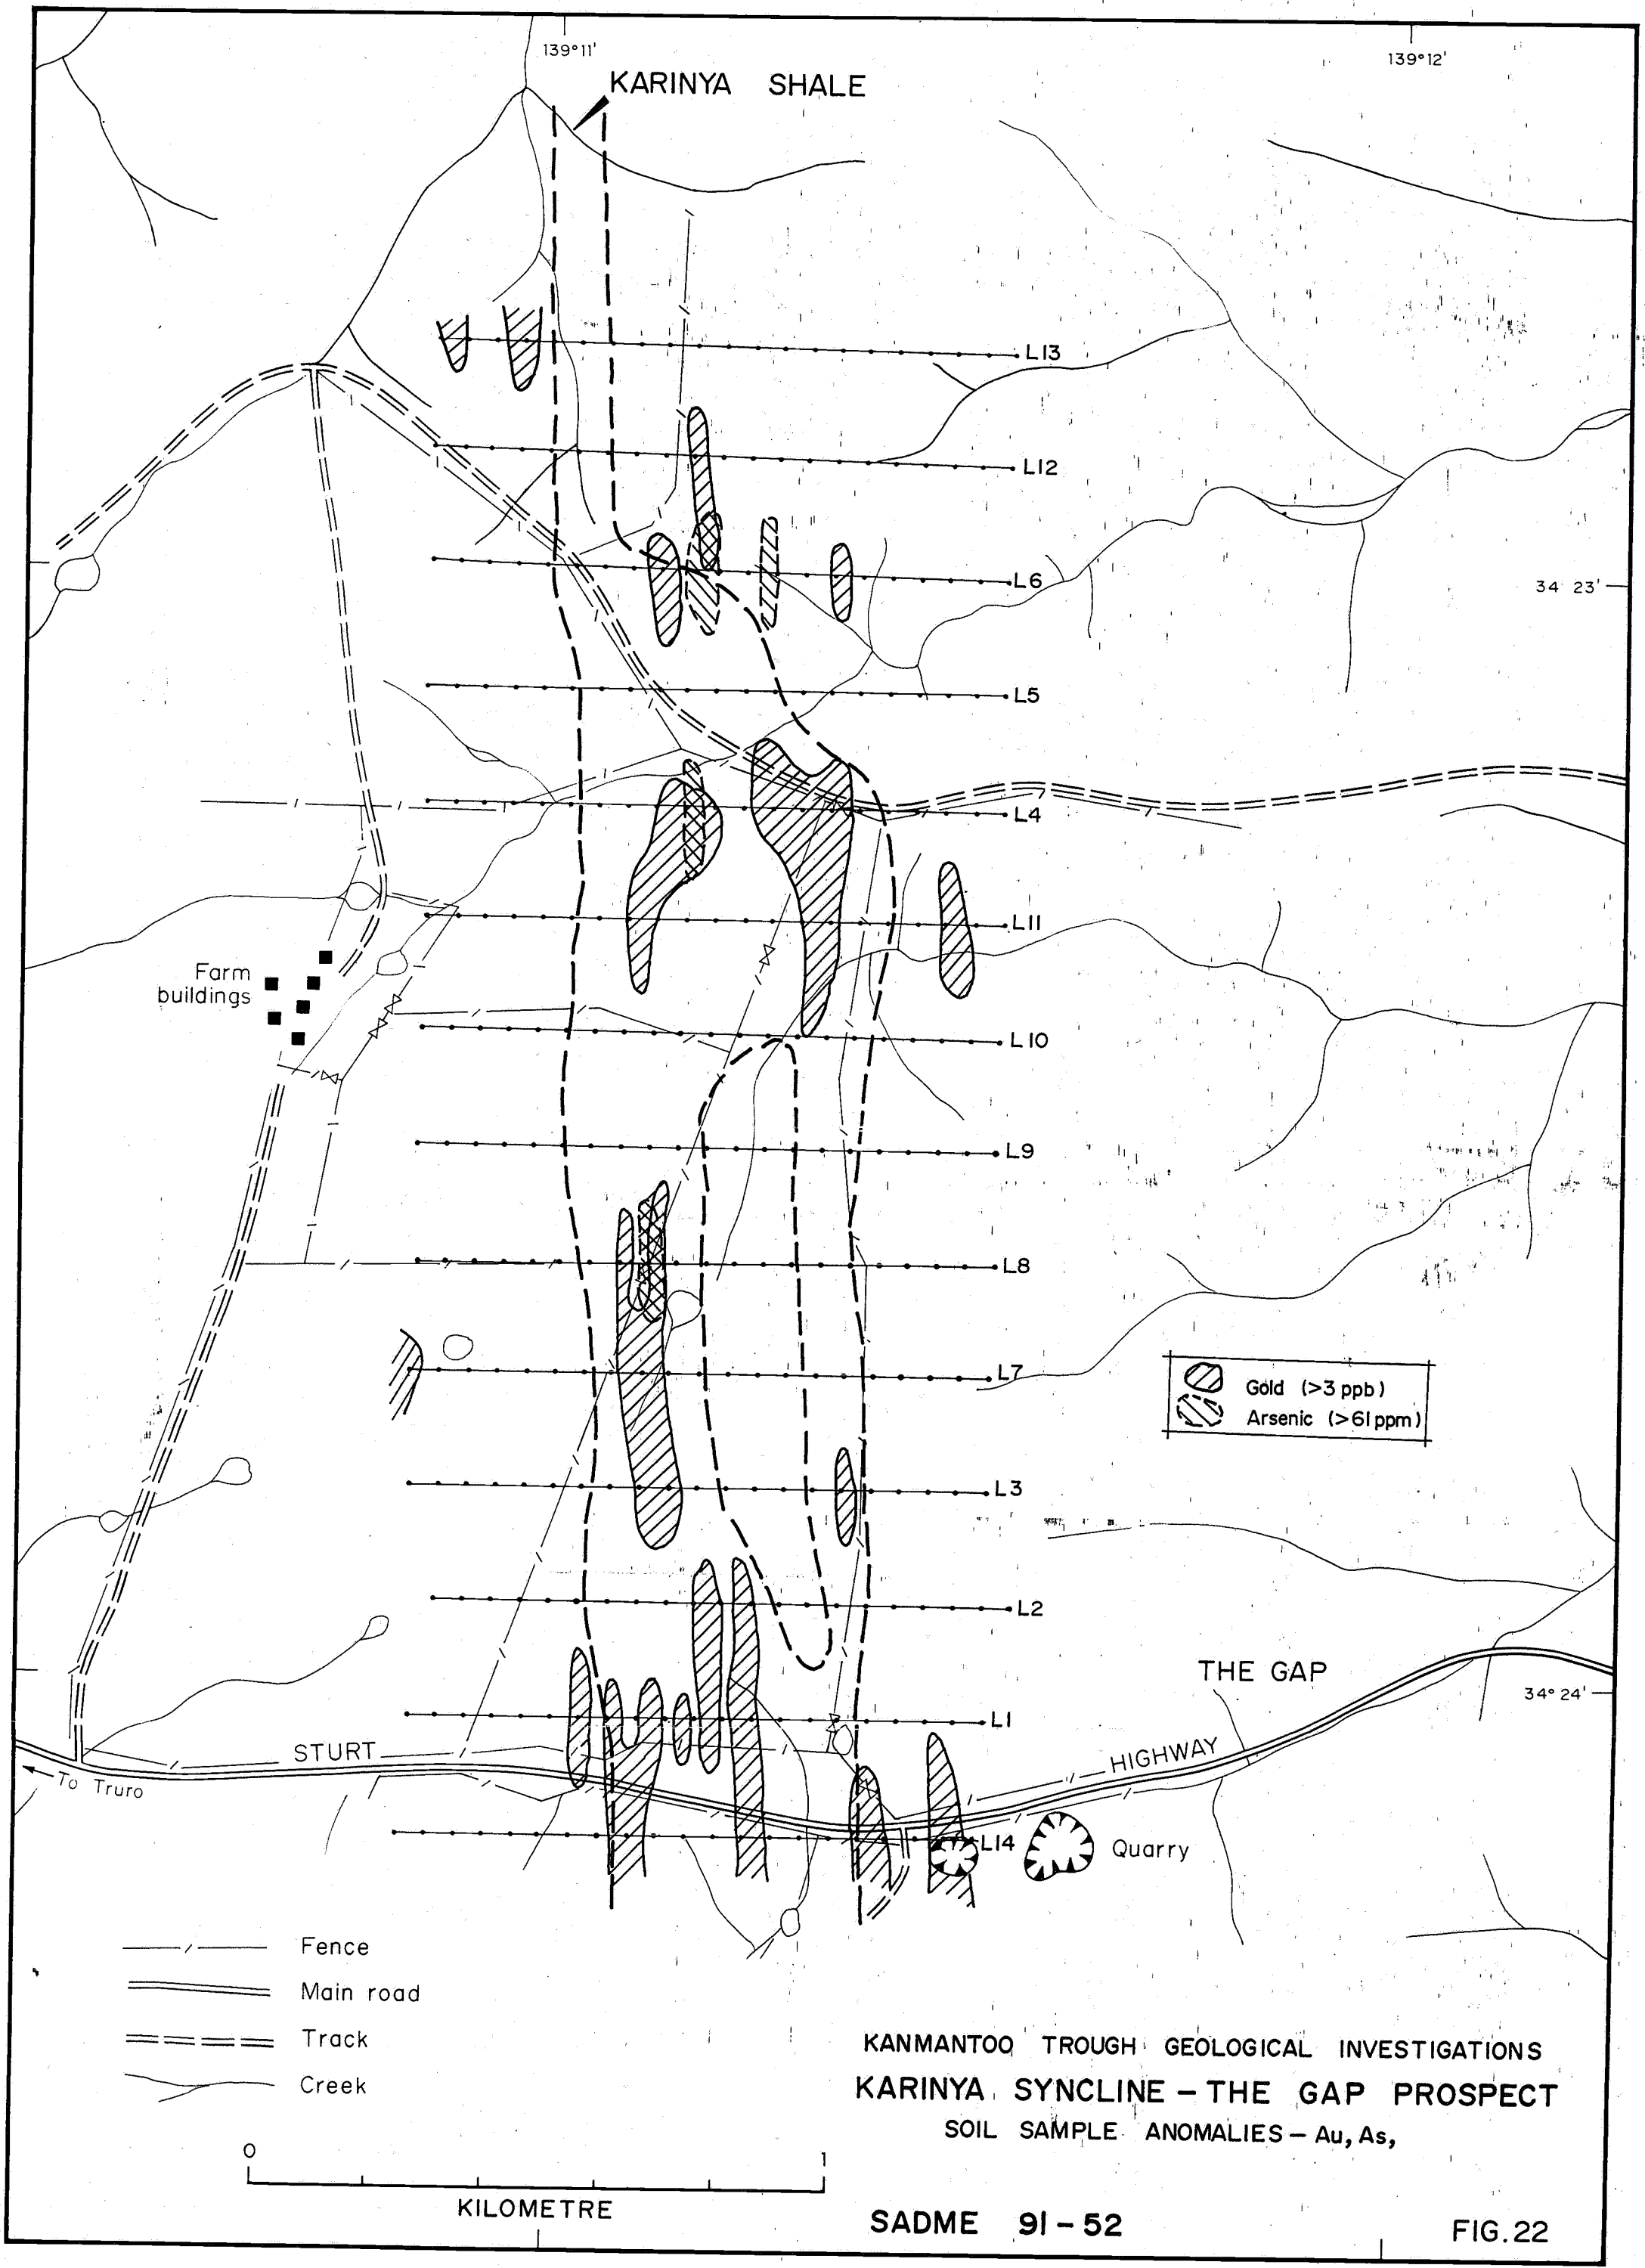 139°11'
139°12'
KARINYA SHALE
L13
L12
L6
34 23'
L5
L4
L11
Farm
buildings
L10
L9
L8
L7
Gold (>3 ppb)
Arsenic (>61 ppm)
L3
L2
THE GAP
34° 24'
L1
STURT
HIGHWAY
To Truro
L14
Quarry
Fence
Main road
Track
Creek
KANMANTOO TROUGH GEOLOGICAL INVESTIGATIONS
KARINYA SYNCLINE – THE GAP PROSPECT
SOIL SAMPLE ANOMALIES – Au, As,
0
1
KILOMETRE
SADME 91-52
FIG. 22